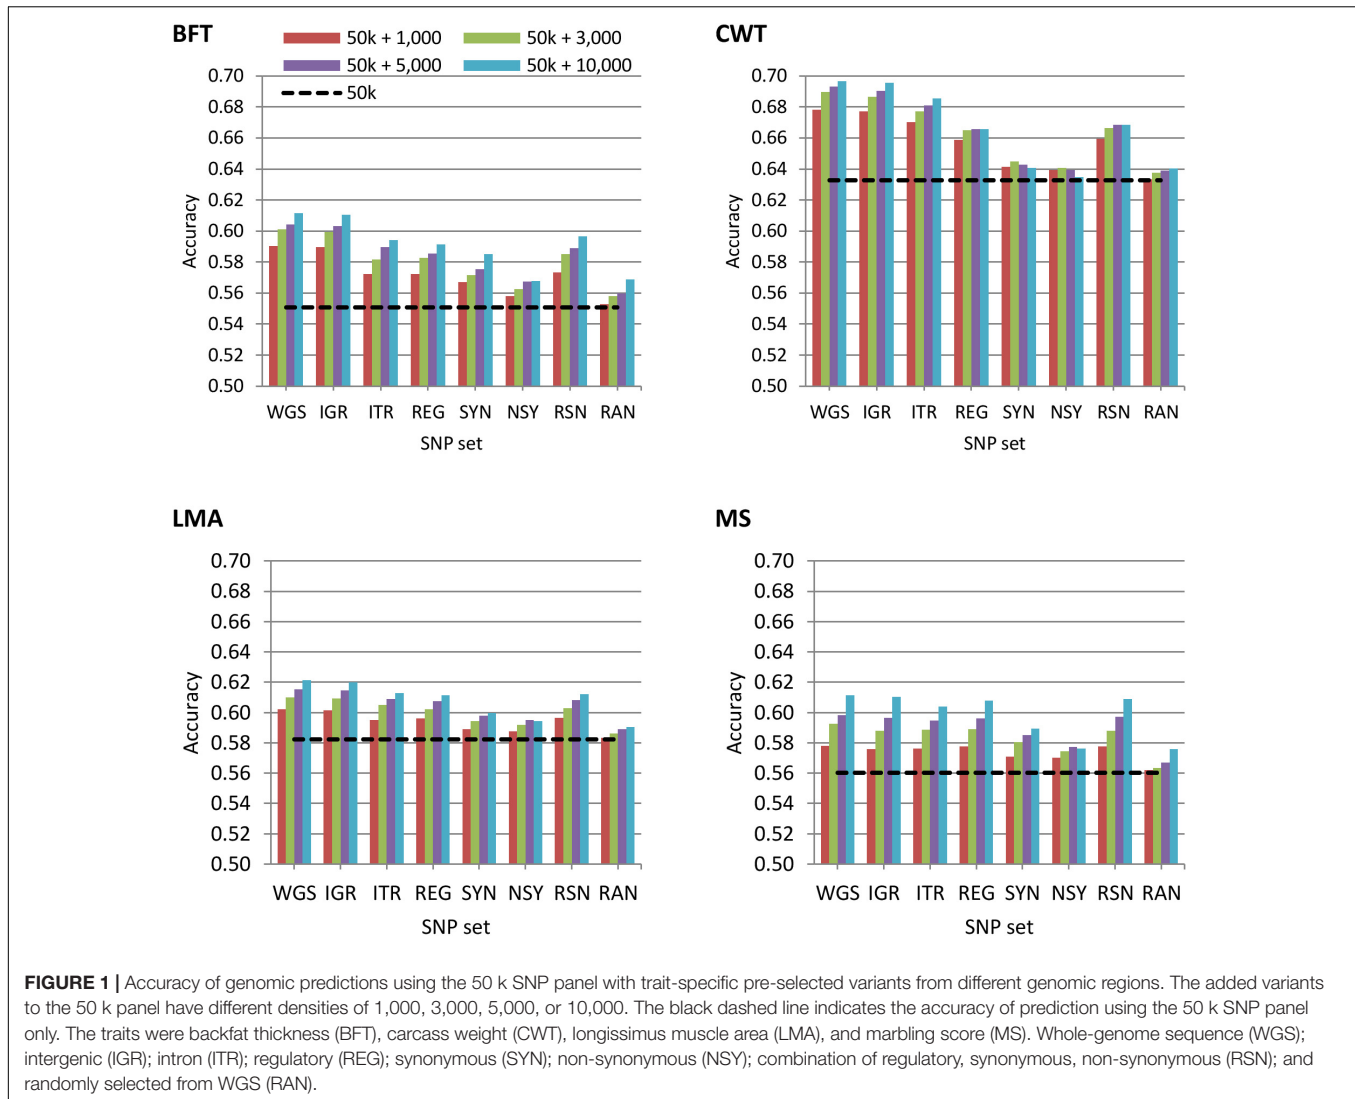 BFT
50k + 1,000
50k + 3,000
50k + 5,000
50k + 10,000
50k
0.70
0.68
0.66
0.64
0.62
0.60
0.58
0.56
0.54
0.52
0.50
Accuracy
WGS IGR ITR REG SYN NSY RSN RAN
SNP set
CWT
0.70
0.68
0.66
0.64
0.62
0.60
0.58
0.56
0.54
0.52
0.50
Accuracy
WGS IGR ITR REG SYN NSY RSN RAN
SNP set
LMA
0.70
0.68
0.66
0.64
0.62
0.60
0.58
0.56
0.54
0.52
0.50
Accuracy
WGS IGR ITR REG SYN NSY RSN RAN
SNP set
MS
0.70
0.68
0.66
0.64
0.62
0.60
0.58
0.56
0.54
0.52
0.50
Accuracy
WGS IGR ITR REG SYN NSY RSN RAN
SNP set
FIGURE 1 | Accuracy of genomic predictions using the 50 k SNP panel with trait-specific pre-selected variants from different genomic regions. The added variants
to the 50 k panel have different densities of 1,000, 3,000, 5,000, or 10,000. The black dashed line indicates the accuracy of prediction using the 50 k SNP panel
only. The traits were backfat thickness (BFT), carcass weight (CWT), longissimus muscle area (LMA), and marbling score (MS). Whole-genome sequence (WGS);
intergenic (IGR); intron (ITR); regulatory (REG); synonymous (SYN); non-synonymous (NSY); combination of regulatory, synonymous, non-synonymous (RSN); and
randomly selected from WGS (RAN).